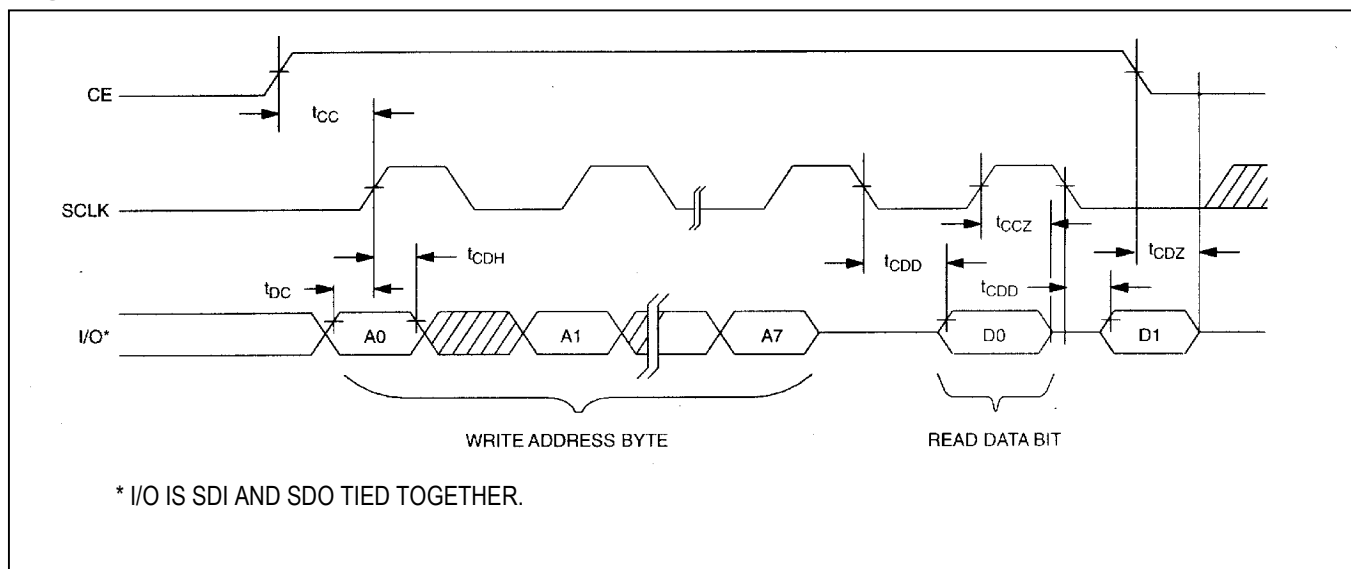 CE
tCC
SCLK
tCCZ
tCDZ
tCDH
tCDD
tDC
tCDD
I/O*
A0
A1
A7
D0
D1
WRITE ADDRESS BYTE
READ DATA BIT
* I/O IS SDI AND SDO TIED TOGETHER.